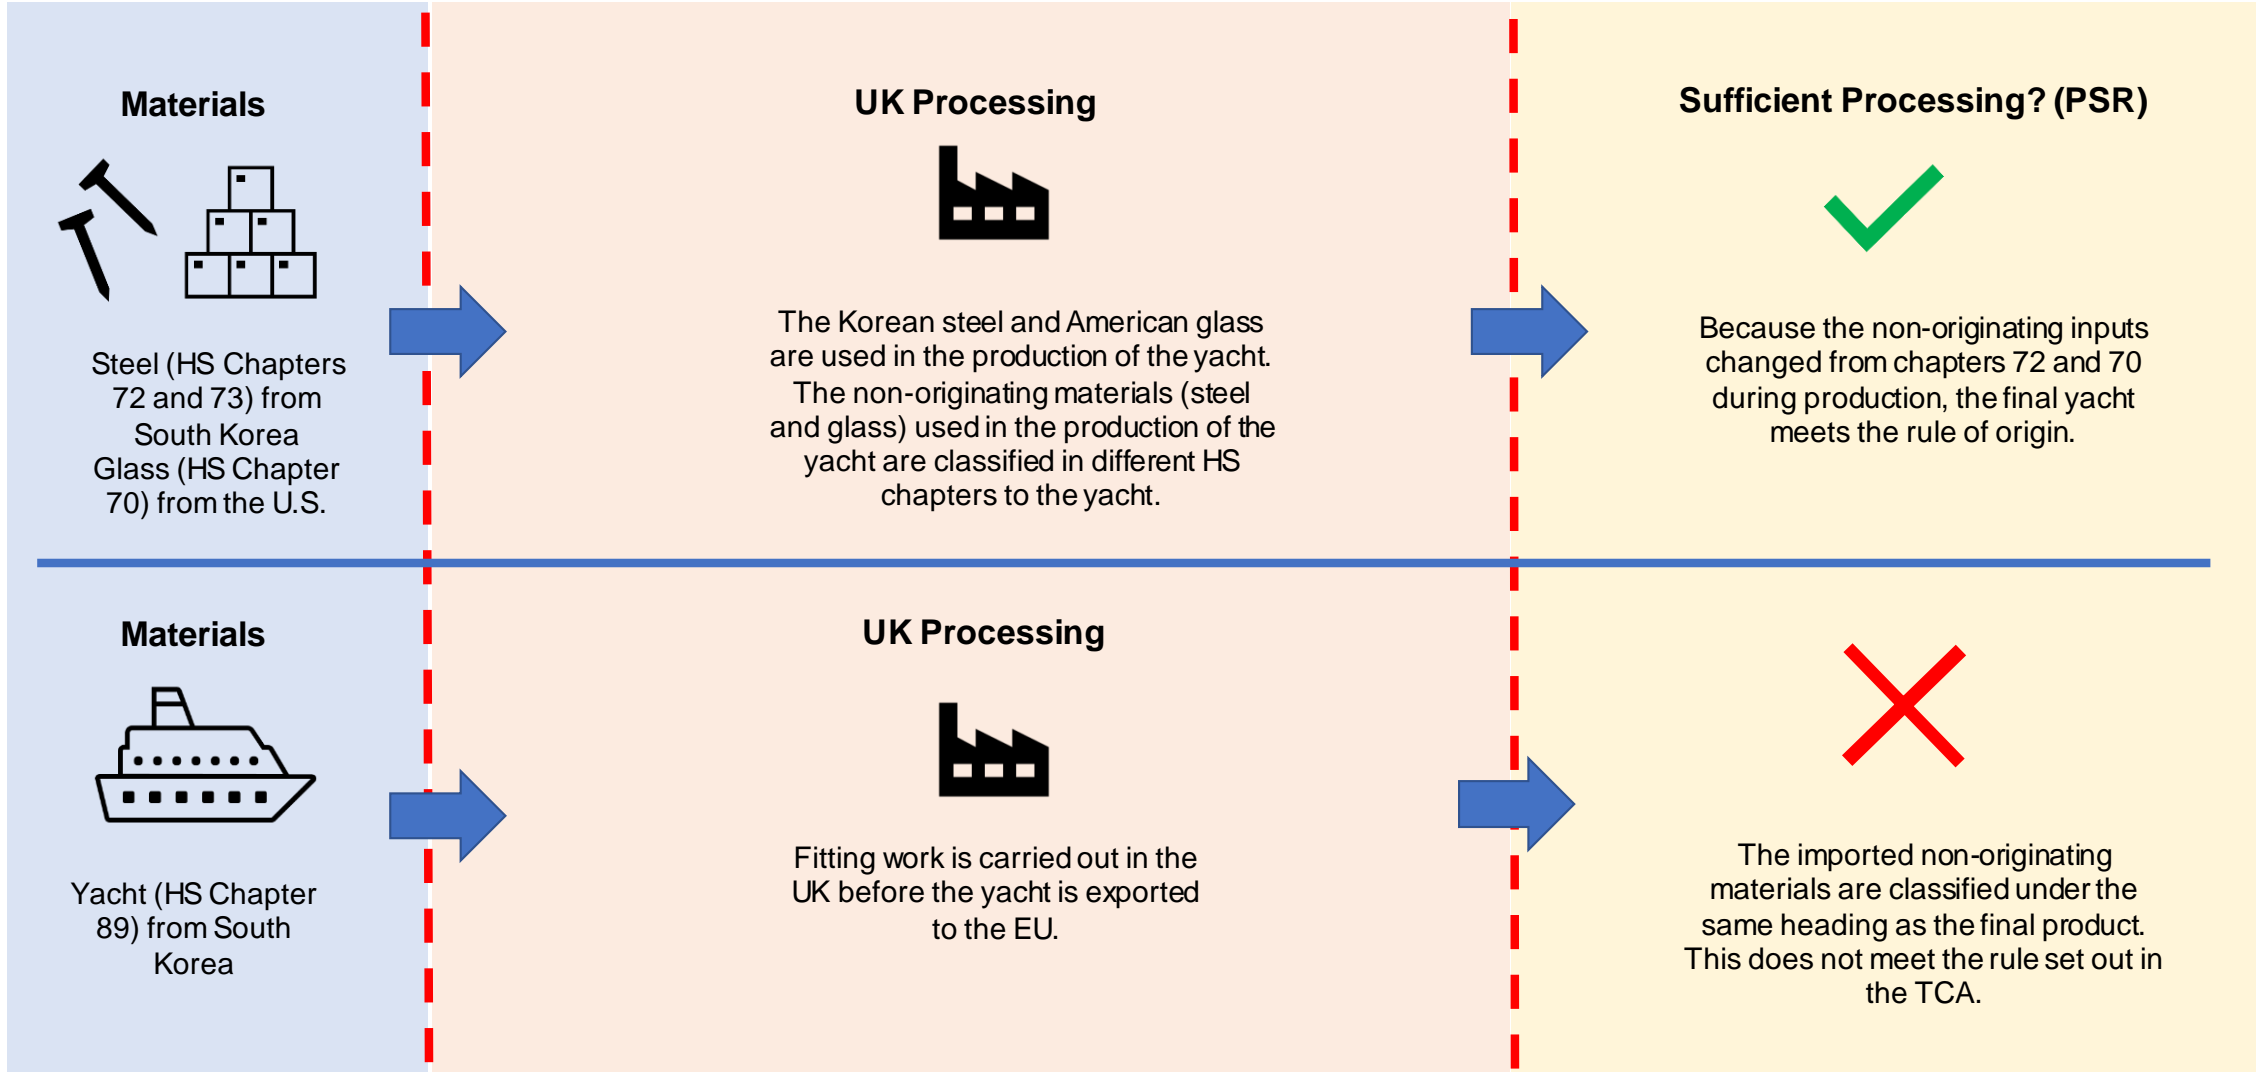 Materials
Steel (HS Chapters
72 and 73) from
South Korea
Glass (HS Chapter
70) from the U.S.
UK Processing
The Korean steel and American glass
are used in the production of the yacht.
The non-originating materials (steel
and glass) used in the production of the
yacht are classified in different HS
chapters to the yacht.
Sufficient Processing? (PSR)
Because the non-originating inputs
changed from chapters 72 and 70
during production, the final yacht
meets the rule of origin.
Materials
Yacht (HS Chapter
89) from South
Korea
UK Processing
Fitting work is carried out in the
UK before the yacht is exported
to the EU.
The imported non-originating
materials are classified under the
same heading as the final product.
This does not meet the rule set out in
the TCA.